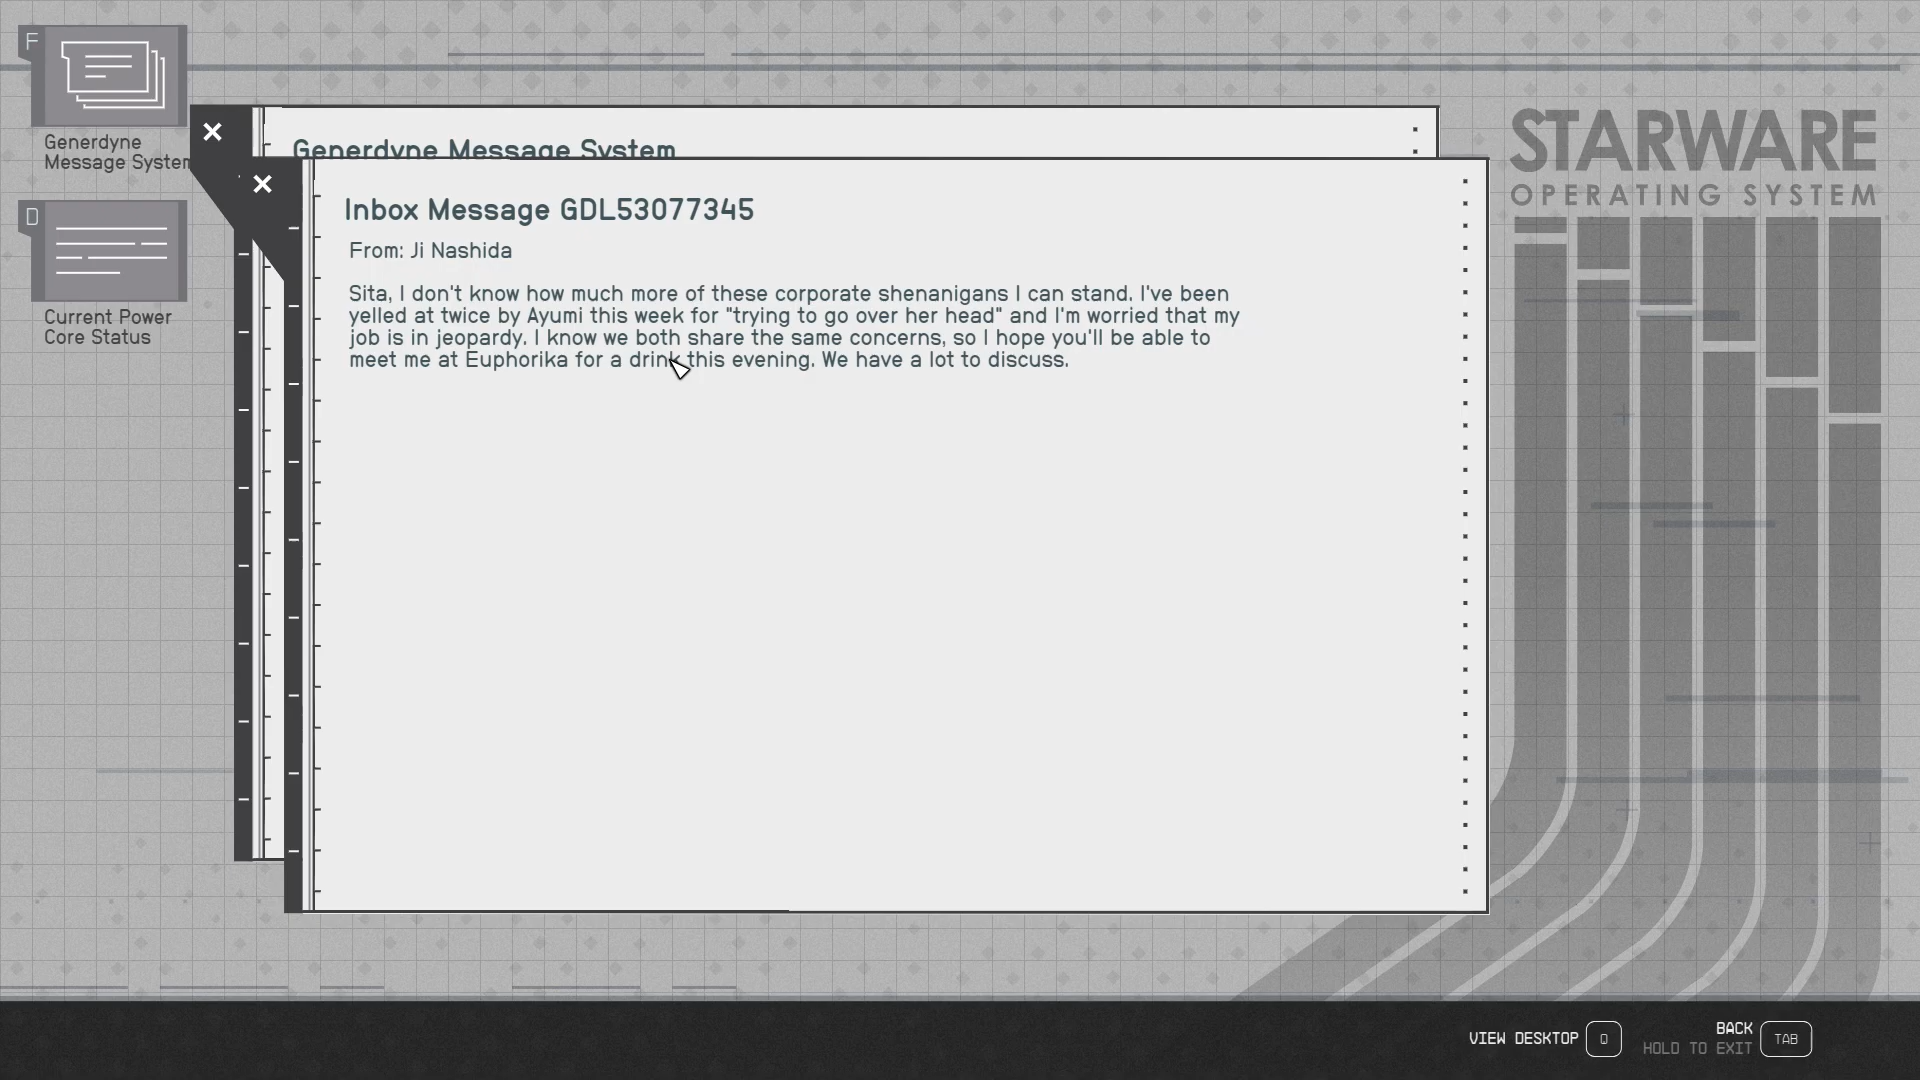 F
Generdyne
Message System
D
Current Power
Core Status
Generdyne Message System
Inbox Message GDL53077345
From: Ji Nashida
Sita, I don't know how much more of these corporate shenanigans I can stand. I've been
yelled at twice by Ayumi this week for "trying to go over her head" and I'm worried that my
job is in jeopardy. I know we both share the same concerns, so I hope you'll be able to
meet me at Euphorika for a drink this evening. We have a lot to discuss.
STARWARE
OPERATING SYSTEM
VIEW DESKTOP Q
BACK TAB
HOLD TO EXIT